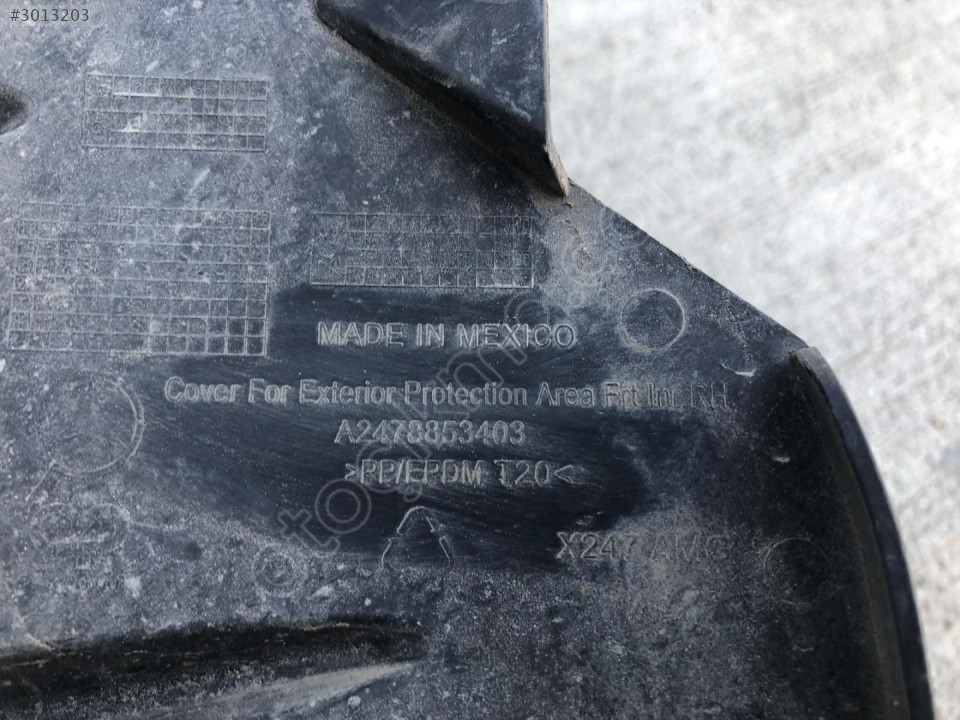 #3013203
MADE IN MEXICO
Cover For Exterior Protection Area Frt Inr RH
A2478853403
>PP/EPDM T20<
X247 AMG